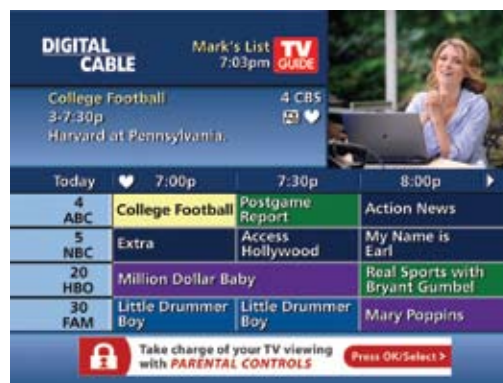 DIGITAL
CABLE
Mark's List
7:03pm
TV
GUIDE
College Football
4 CBS
3-7:30p
Harvard at Pennsylvania.
Today 7:00p 7:30p 8:00p
4
ABC
College Football
Postgame
Report
Action News
5
NBC
Extra
Access
Hollywood
My Name is
Earl
20
HBO
Million Dollar Baby
Real Sports with
Bryant Gumbel
30
FAM
Little Drummer
Boy
Little Drummer
Boy
Mary Poppins
Take charge of your TV viewing
with PARENTAL CONTROLS
Press OK/Select >